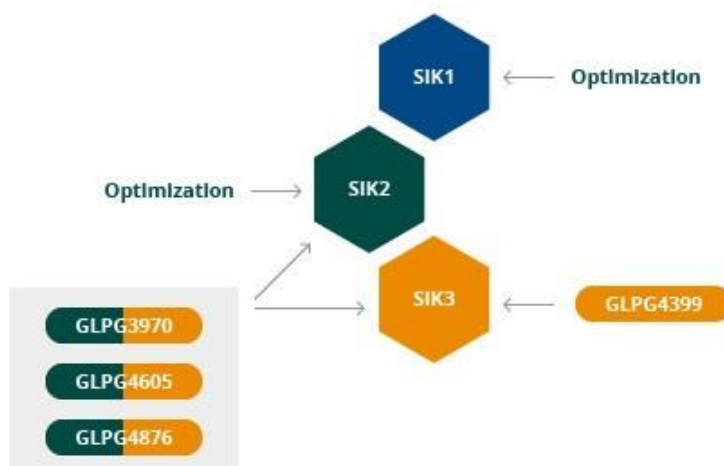 SIK1
Optimization
Optimization
SIK2
SIK3
GLPG4399
GLPG3970
GLPG4605
GLPG4876